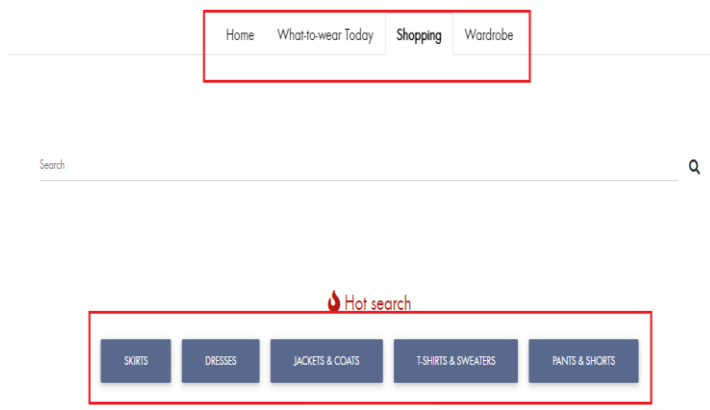 Home What-to-wear Today Shopping Wardrobe
Search
Hot search
SKIRTS DRESSES JACKETS & COATS T-SHIRTS & SWEATERS PANTS & SHORTS